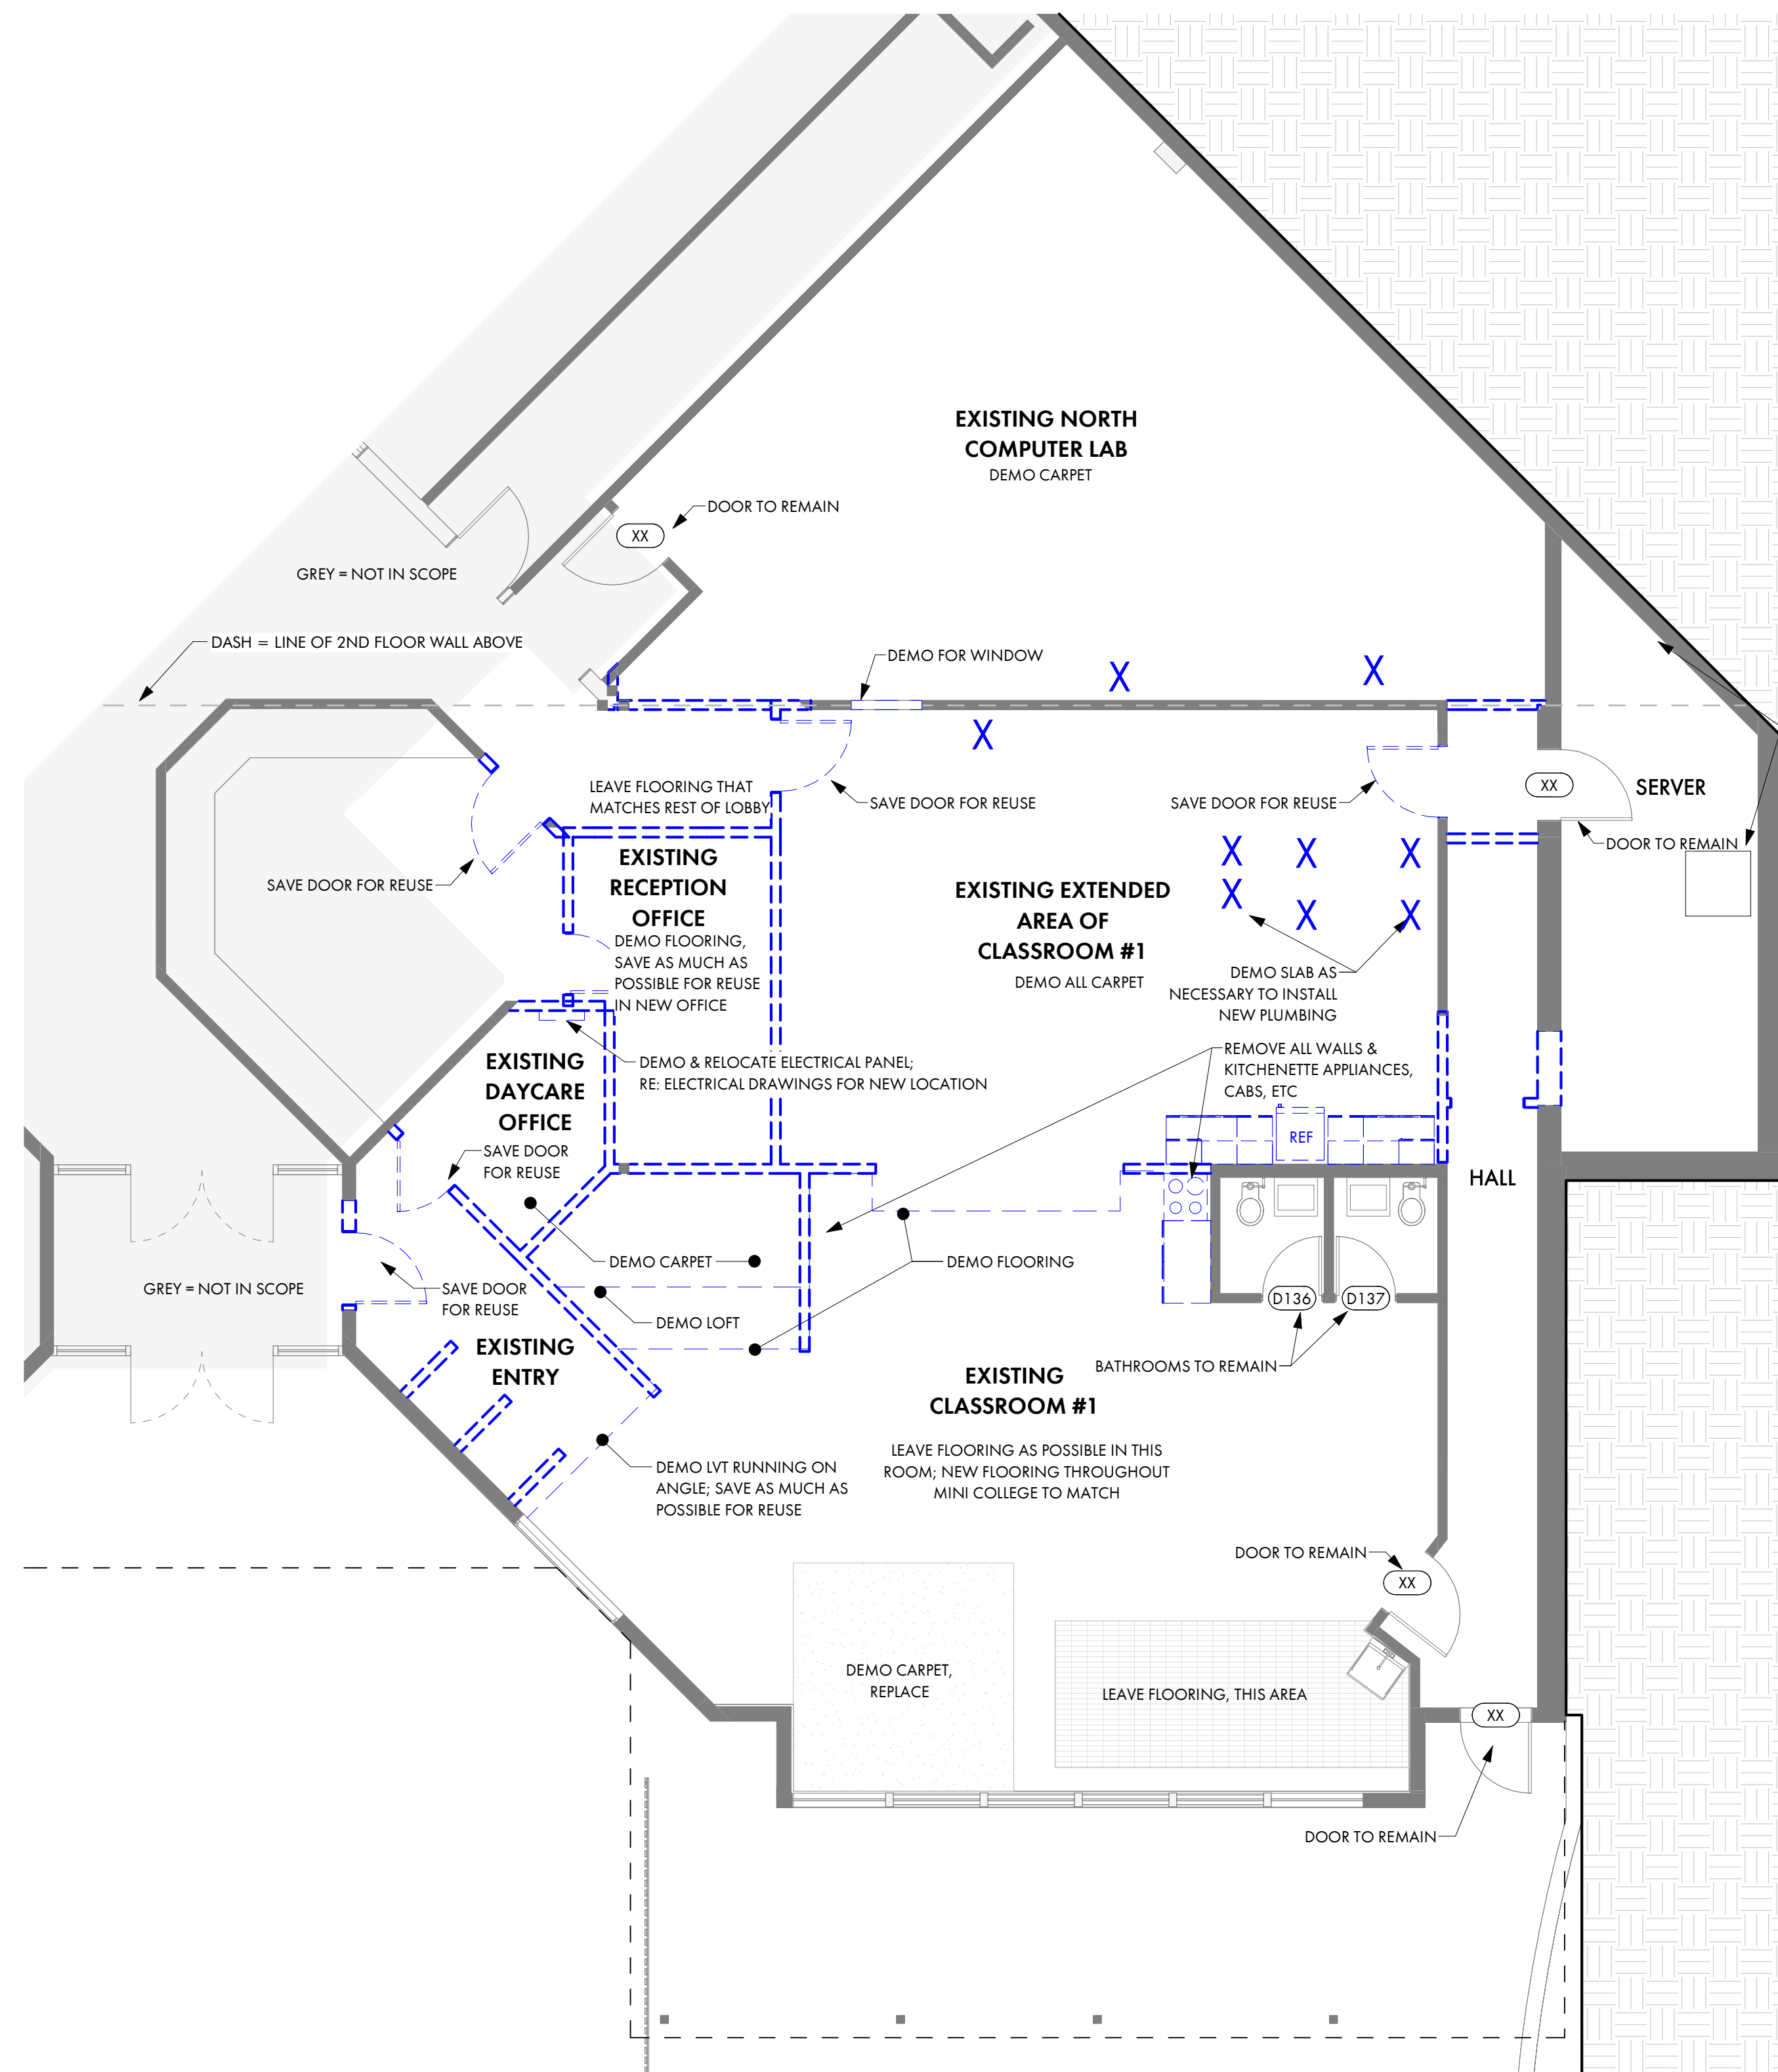 EXISTING NORTH
COMPUTER LAB
DEMO CARPET
DOOR TO REMAIN
XX
GREY = NOT IN SCOPE
DASH = LINE OF 2ND FLOOR WALL ABOVE
DEMO FOR WINDOW
X
X
X
LEAVE FLOORING THAT
MATCHES REST OF LOBBY
SAVE DOOR FOR REUSE
SAVE DOOR FOR REUSE
XX
SERVER
DOOR TO REMAIN
SAVE DOOR FOR REUSE
EXISTING
RECEPTION
OFFICE
DEMO FLOORING,
SAVE AS MUCH AS
POSSIBLE FOR REUSE
IN NEW OFFICE
EXISTING EXTENDED
AREA OF
CLASSROOM #1
DEMO ALL CARPET
X
X
X
X
X
X
DEMO SLAB AS
NECESSARY TO INSTALL
NEW PLUMBING
EXISTING
DAYCARE
OFFICE
DEMO & RELOCATE ELECTRICAL PANEL;
RE: ELECTRICAL DRAWINGS FOR NEW LOCATION
REMOVE ALL WALLS &
KITCHENETTE APPLIANCES,
CABS, ETC
REF
SAVE DOOR
FOR REUSE
HALL
DEMO CARPET
DEMO FLOORING
GREY = NOT IN SCOPE
SAVE DOOR
FOR REUSE
D136
D137
DEMO LOFT
EXISTING
ENTRY
BATHROOMS TO REMAIN
EXISTING
CLASSROOM #1
LEAVE FLOORING AS POSSIBLE IN THIS
ROOM; NEW FLOORING THROUGHOUT
MINI COLLEGE TO MATCH
DEMO LVT RUNNING ON
ANGLE; SAVE AS MUCH AS
POSSIBLE FOR REUSE
DOOR TO REMAIN
XX
DEMO CARPET,
REPLACE
LEAVE FLOORING, THIS AREA
XX
DOOR TO REMAIN